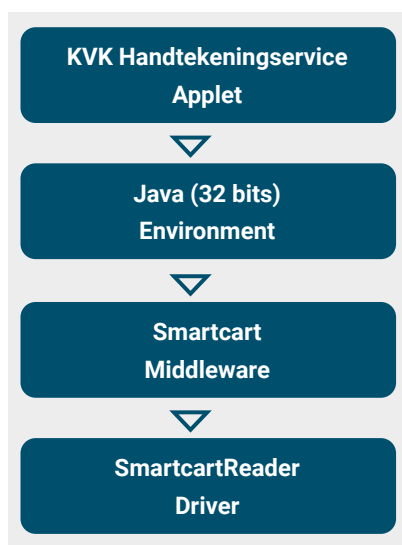 KVK Handtekeningservice
Applet
Java (32 bits)
Environment
Smartcart
Middleware
SmartcartReader
Driver